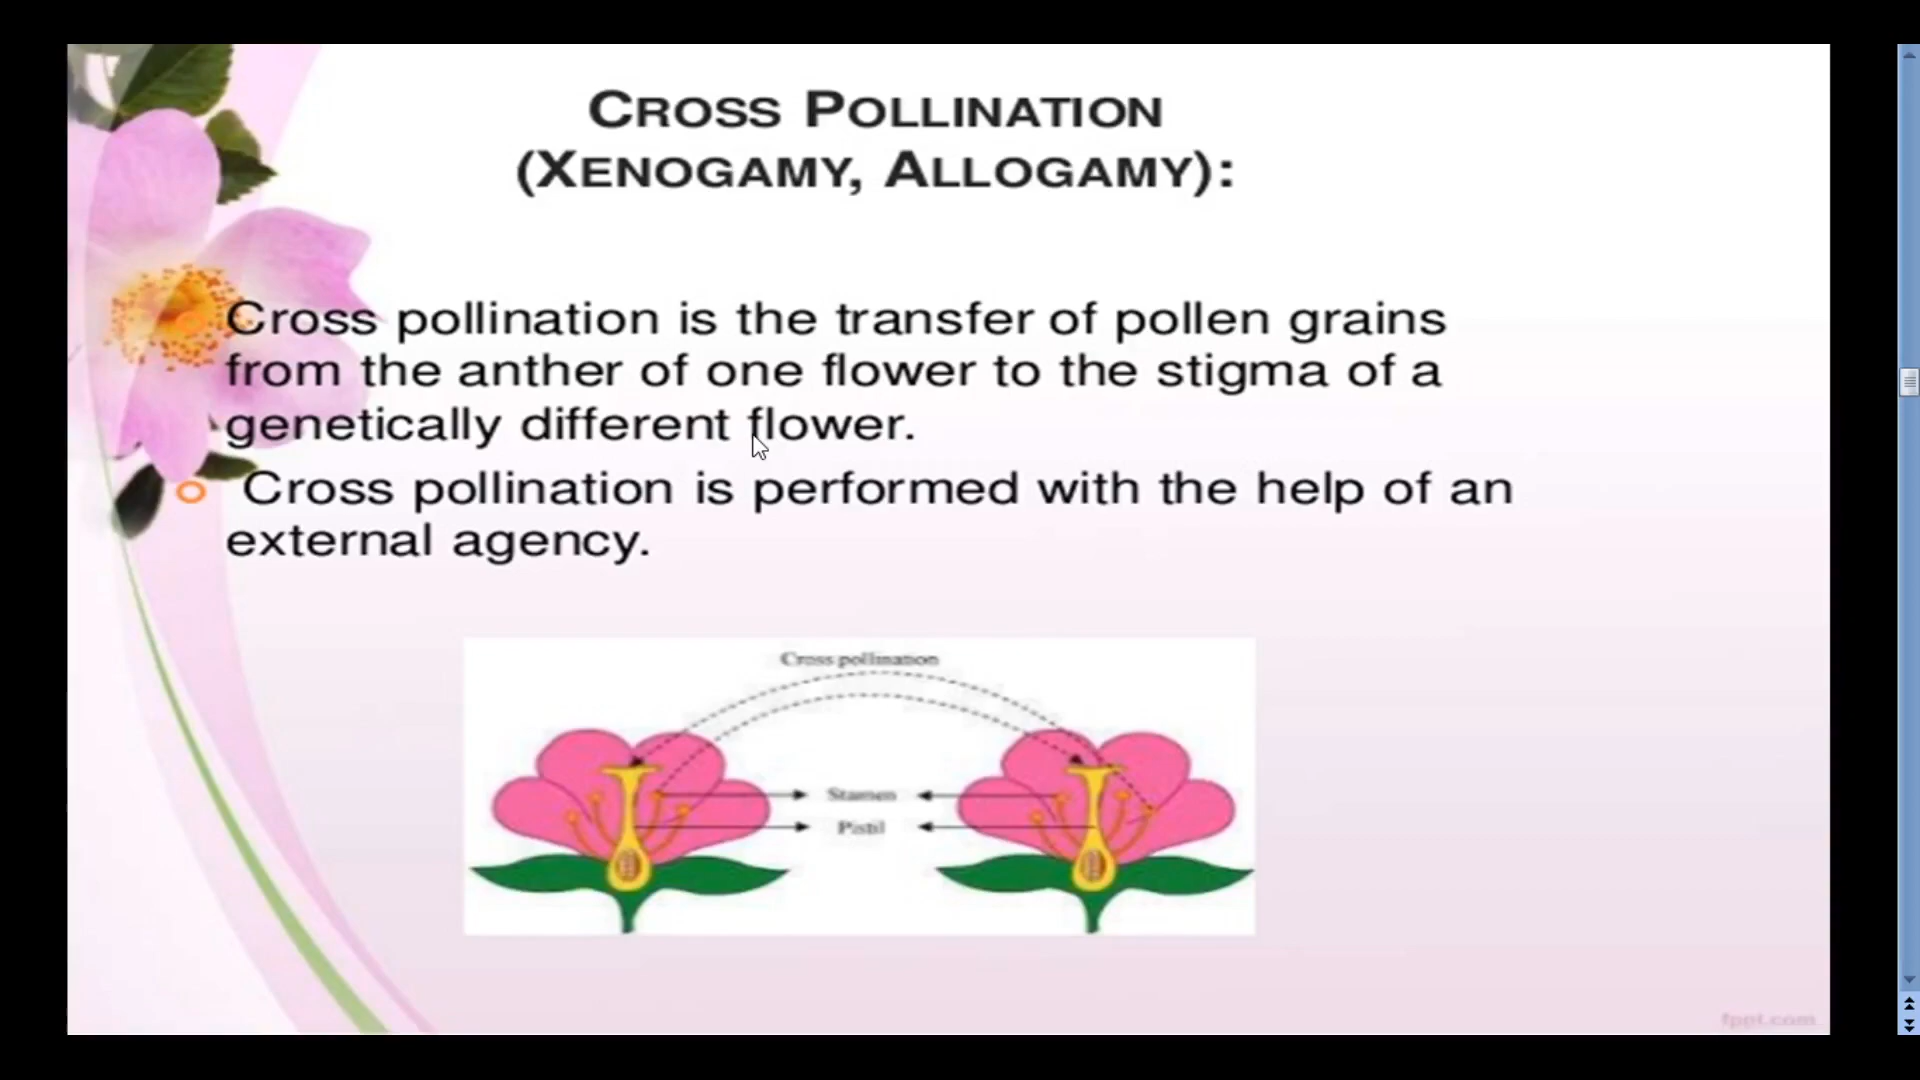 CROSS POLLINATION
(XENOGAMY, ALLOGAMY):
Cross pollination is the transfer of pollen grains
from the anther of one flower to the stigma of a
genetically different flower.
Cross pollination is performed with the help of an
external agency.
Cross pollination
Stamen
Pistil
fppt.com